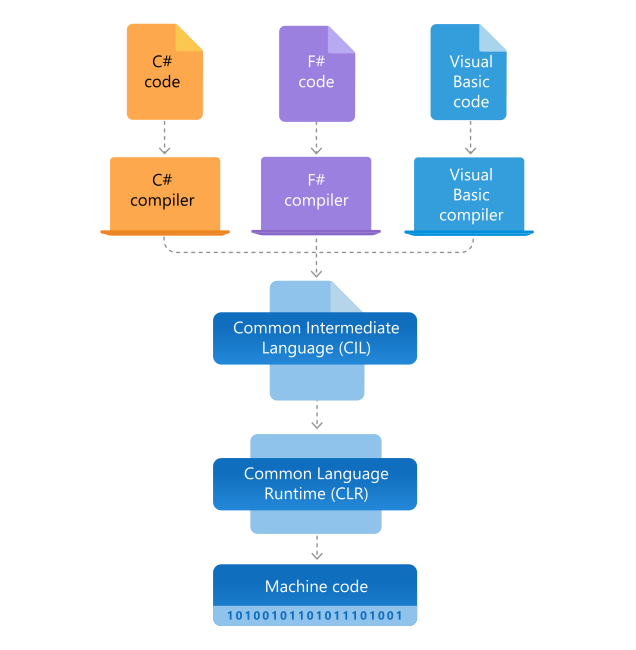 C#
code
F#
code
Visual
Basic
code
C#
compiler
F#
compiler
Visual
Basic
compiler
Common Intermediate
Language (CIL)
Common Language
Runtime (CLR)
Machine code
10100101101011101001